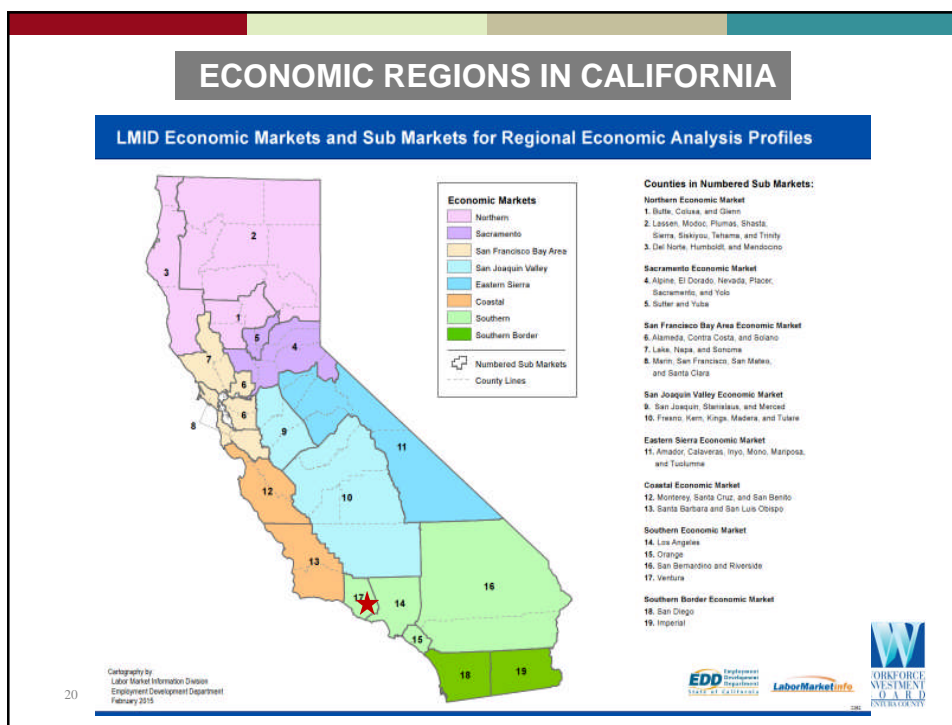 ECONOMIC REGIONS IN CALIFORNIA
LMID Economic Markets and Sub Markets for Regional Economic Analysis Profiles
Economic Markets
Northern
Sacramento
San Francisco Bay Area
San Joaquin Valley
Eastern Sierra
Coastal
Southern
Southern Border
Numbered Sub Markets
County Lines
Counties in Numbered Sub Markets:
Northern Economic Market
1. Butte, Colusa, and Glenn
2. Lassen, Modoc, Plumas, Shasta,
Sierra, Siskiyou, Tehama, and Trinity
3. Del Norte, Humboldt, and Mendocino
Sacramento Economic Market
4. Alpine, El Dorado, Nevada, Placer,
Sacramento, and Yolo
5. Sutter and Yuba
San Francisco Bay Area Economic Market
6. Alameda, Contra Costa, and Solano
7. Lake, Napa, and Sonoma
8. Marin, San Francisco, San Mateo,
and Santa Clara
San Joaquin Valley Economic Market
9. San Joaquin, Stanislaus, and Merced
10. Fresno, Kern, Kings, Madera, and Tulare
Eastern Sierra Economic Market
11. Amador, Calaveras, Inyo, Mono, Mariposa,
and Tuolumne
Coastal Economic Market
12. Monterey, Santa Cruz, and San Benito
13. Santa Barbara and San Luis Obispo
Southern Economic Market
14. Los Angeles
15. Orange
16. San Bernardino and Riverside
17. Ventura
Southern Border Economic Market
18. San Diego
19. Imperial
2
3
1
5
4
7
6
6
8
9
11
10
12
13
16
17
14
15
18
19
Cartography by:
Labor Market Information Division
Employment Development Department
February 2015
20
EDD Employment
Development
Department
State of California
LaborMarketinfo
W
ORKFORCE
NVESTMENT
O A R D
ENTURA COUNTY